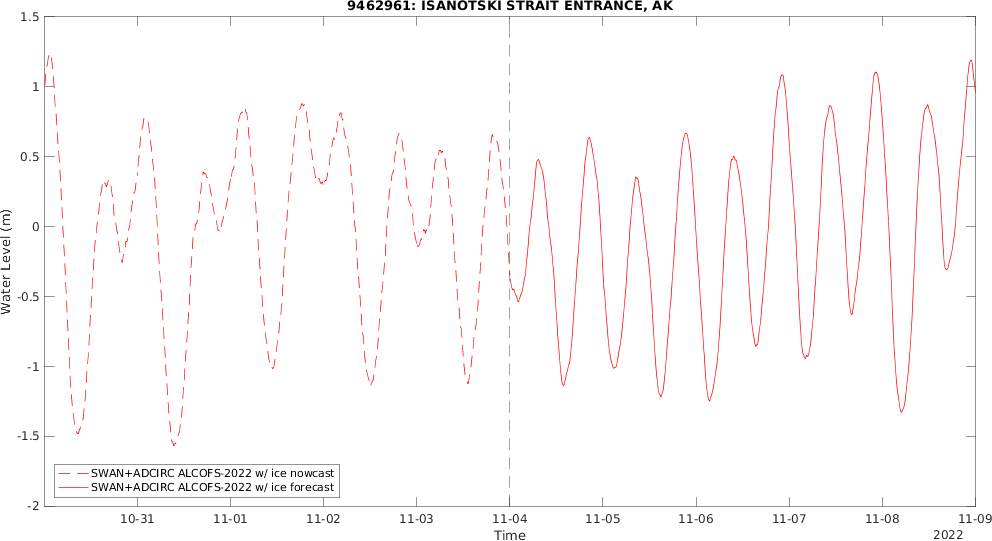 9462961: ISANOTSKI STRAIT ENTRANCE, AK
1.5
1
0.5
0
-0.5
-1
-1.5
-2
Water Level (m)
SWAN+ADCIRC ALCOFS-2022 w/ ice nowcast
SWAN+ADCIRC ALCOFS-2022 w/ ice forecast
10-31 11-01 11-02 11-03 11-04 11-05 11-06 11-07 11-08 11-09
Time
2022